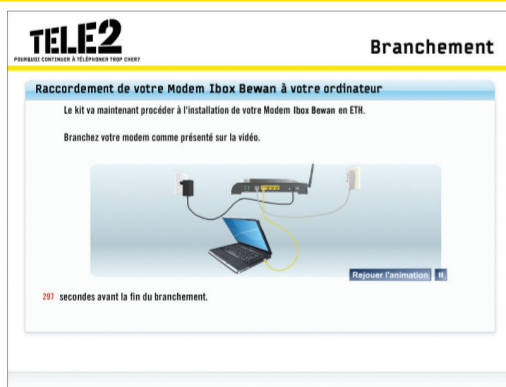 TELE2
POURQUOI CONTINUER À TÉLÉPHONER TROP CHER?
Branchement
Raccordement de votre Modem Ibox Bewan à votre ordinateur
Le kit va maintenant procéder à l'installation de votre Modem Ibox Bewan en ETH.
Branchez votre modem comme présenté sur la vidéo.
Rejouer l'animation
297 secondes avant la fin du branchement.